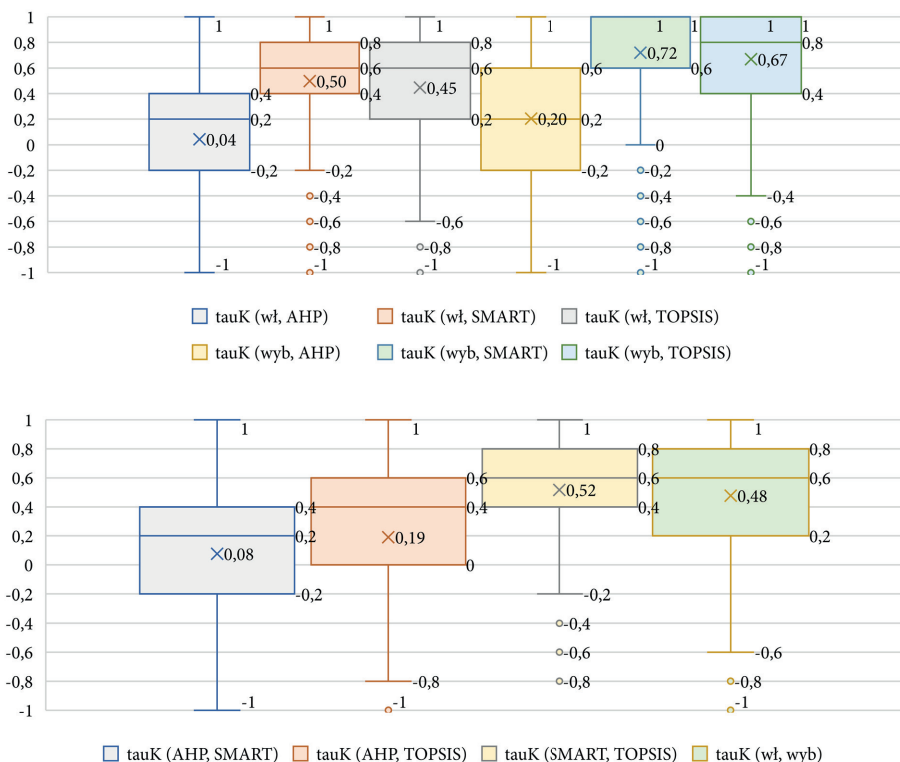 1 1 1 1 1 1 1 1 1
0,8 0,8 0,8 0,8
0,6 0,6 0,6 0,6 0,72 0,67
0,4 0,4 0,4 0,50 0,45 0,4
0,2 0,2 0,2 0,20 0,2
0 0,04 0
-0,2 -0,2 -0,2 -0,2 -0,2
-0,4 -0,4 -0,4 -0,4
-0,6 -0,6 -0,6 -0,6 -0,6
-0,8 -0,8 -0,8 -0,8 -0,8
-1 -1 -1 -1 -1 -1
tauK (wł, AHP) tauK (wł, SMART) tauK (wł, TOPSIS)
tauK (wyb, AHP) tauK (wyb, SMART) tauK (wyb, TOPSIS)
1 1 1 1 1
0,8 0,8 0,8
0,6 0,6 0,6 0,6
0,4 0,4 0,4 0,4 0,52 0,48
0,2 0,2 0,19 0,2
0 0,08 0
-0,2 -0,2 -0,2
-0,4 -0,4
-0,6 -0,6 -0,6
-0,8 -0,8 -0,8 -0,8
-1 -1 -1 -1
tauK (AHP, SMART) tauK (AHP, TOPSIS) tauK (SMART, TOPSIS) tauK (wł, wyb)